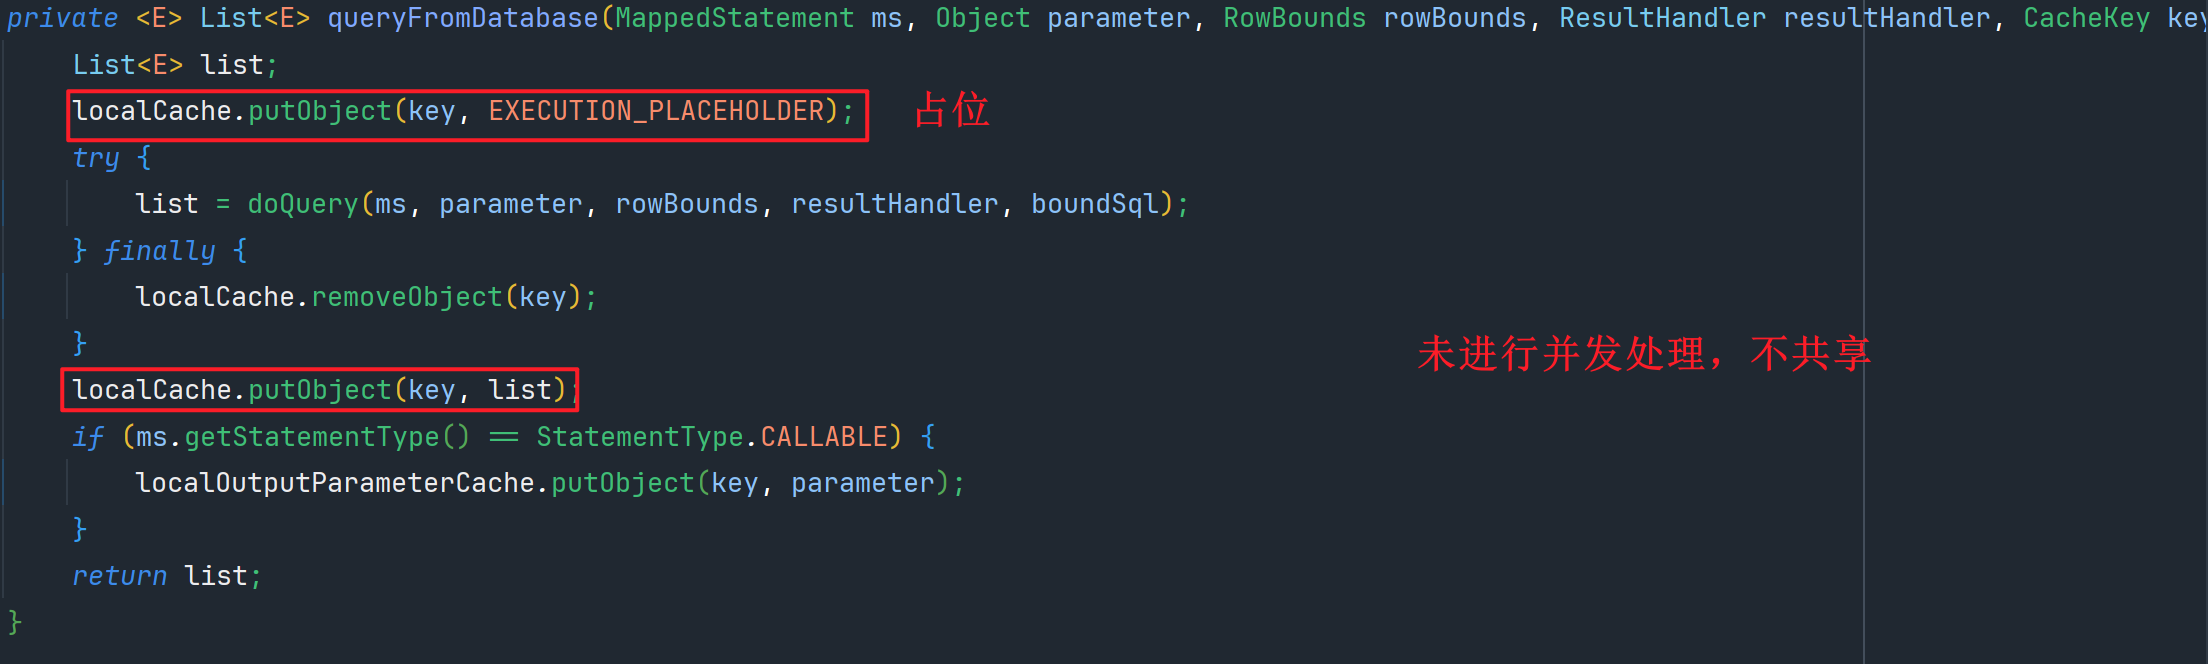 private <E> List<E> queryFromDatabase(MappedStatement ms, Object parameter, RowBounds rowBounds, ResultHandler resultHandler, CacheKey key
List<E> list;
localCache.putObject(key, EXECUTION_PLACEHOLDER); 占位
try {
list = doQuery(ms, parameter, rowBounds, resultHandler, boundSql);
} finally {
localCache.removeObject(key);
}
未进行并发处理，不共享
localCache.putObject(key, list);
if (ms.getStatementType() == StatementType.CALLABLE) {
localOutputParameterCache.putObject(key, parameter);
}
return list;
}